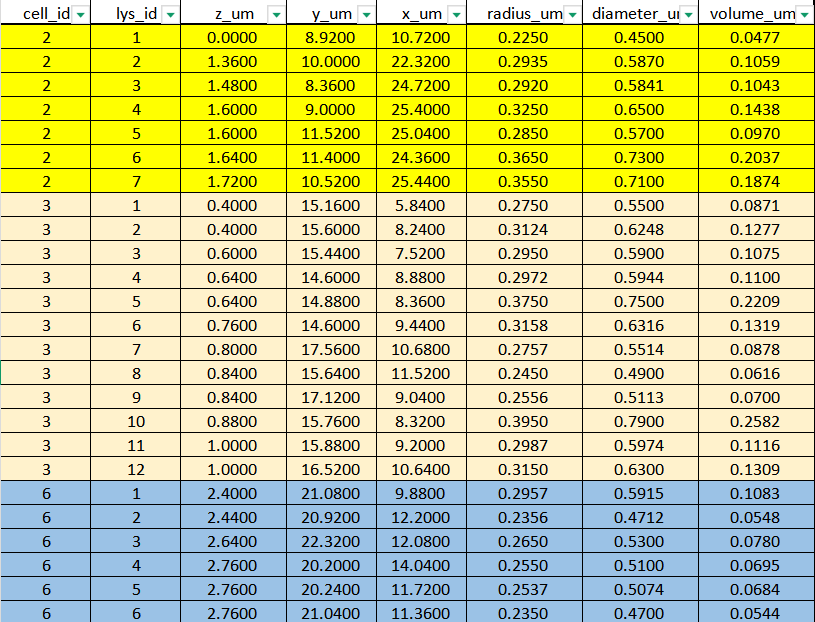 cell_id lys_id z_um y_um x_um radius_um diameter_u volume_um
2 1 0.0000 8.9200 10.7200 0.2250 0.4500 0.0477
2 2 1.3600 10.0000 22.3200 0.2935 0.5870 0.1059
2 3 1.4800 8.3600 24.7200 0.2920 0.5841 0.1043
2 4 1.6000 9.0000 25.4000 0.3250 0.6500 0.1438
2 5 1.6000 11.5200 25.0400 0.2850 0.5700 0.0970
2 6 1.6400 11.4000 24.3600 0.3650 0.7300 0.2037
2 7 1.7200 10.5200 25.4400 0.3550 0.7100 0.1874
3 1 0.4000 15.1600 5.8400 0.2750 0.5500 0.0871
3 2 0.4000 15.6000 8.2400 0.3124 0.6248 0.1277
3 3 0.6000 15.4400 7.5200 0.2950 0.5900 0.1075
3 4 0.6400 14.6000 8.8800 0.2972 0.5944 0.1100
3 5 0.6400 14.8800 8.3600 0.3750 0.7500 0.2209
3 6 0.7600 14.6000 9.4400 0.3158 0.6316 0.1319
3 7 0.8000 17.5600 10.6800 0.2757 0.5514 0.0878
3 8 0.8400 15.6400 11.5200 0.2450 0.4900 0.0616
3 9 0.8400 17.1200 9.0400 0.2556 0.5113 0.0700
3 10 0.8800 15.7600 8.3200 0.3950 0.7900 0.2582
3 11 1.0000 15.8800 9.2000 0.2987 0.5974 0.1116
3 12 1.0000 16.5200 10.6400 0.3150 0.6300 0.1309
6 1 2.4000 21.0800 9.8800 0.2957 0.5915 0.1083
6 2 2.4400 20.9200 12.2000 0.2356 0.4712 0.0548
6 3 2.6400 22.3200 12.0800 0.2650 0.5300 0.0780
6 4 2.7600 20.2000 14.0400 0.2550 0.5100 0.0695
6 5 2.7600 20.2400 11.7200 0.2537 0.5074 0.0684
6 6 2.7600 21.0400 11.3600 0.2350 0.4700 0.0544